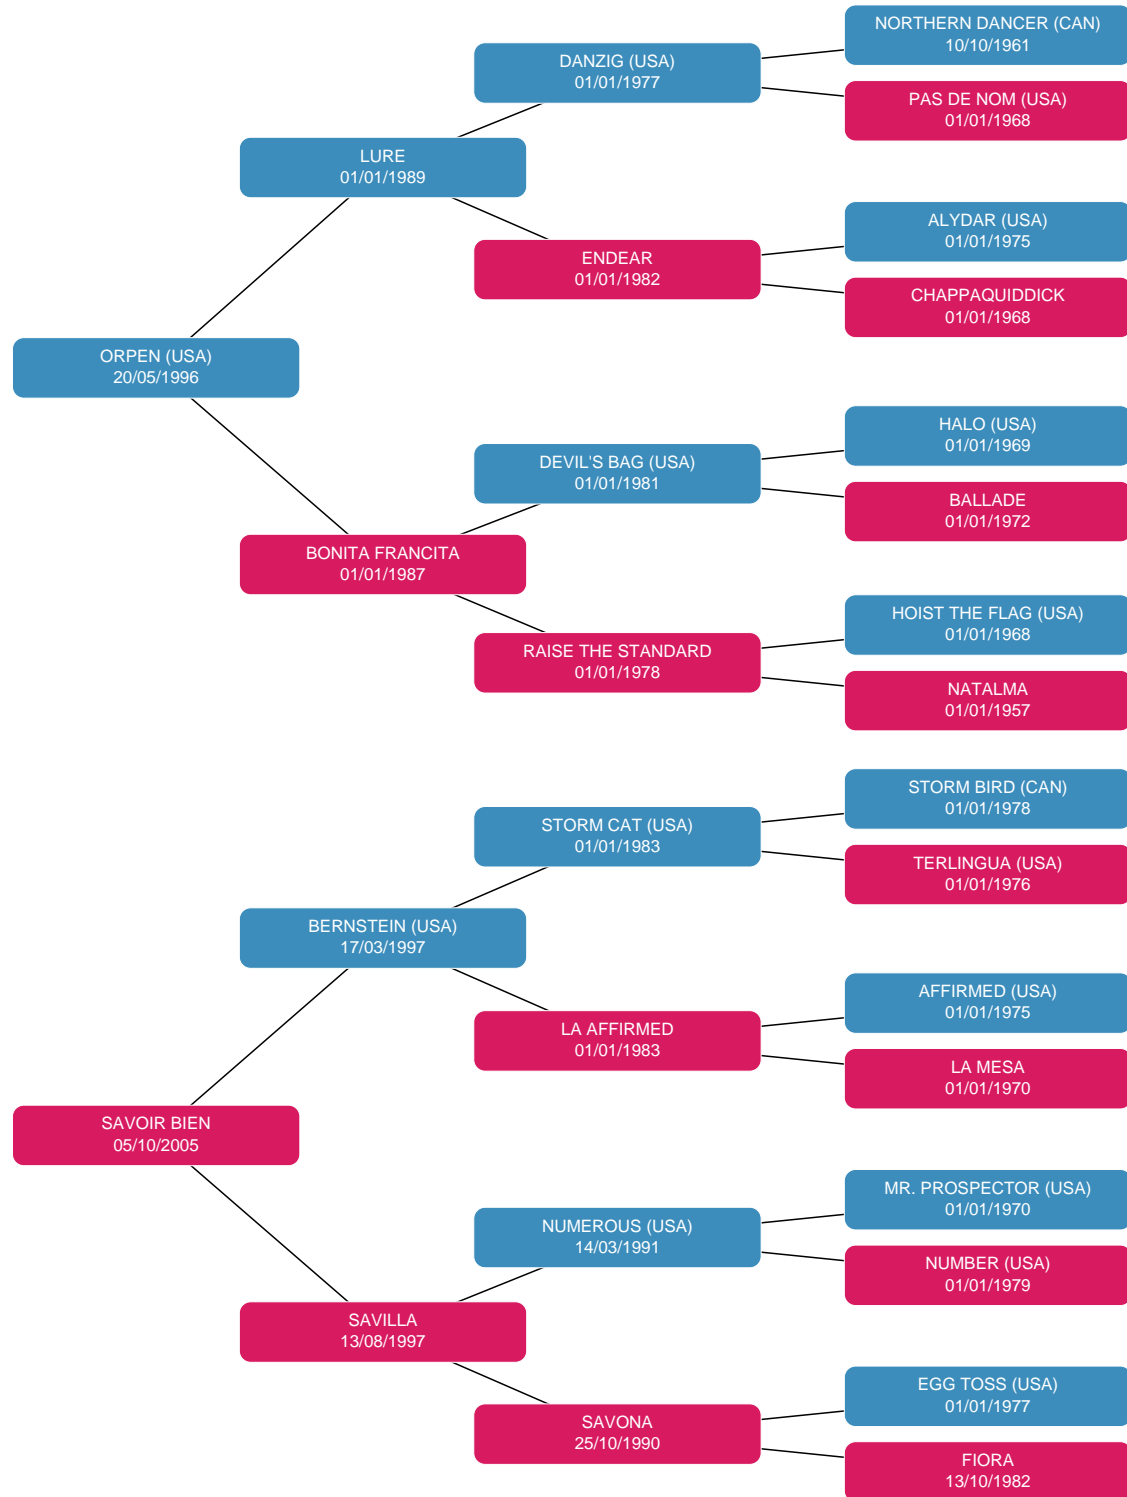 NORTHERN DANCER (CAN)
10/10/1961
DANZIG (USA)
01/01/1977
PAS DE NOM (USA)
01/01/1968
LURE
01/01/1989
ALYDAR (USA)
01/01/1975
ENDEAR
01/01/1982
CHAPPAQUIDDICK
01/01/1968
ORPEN (USA)
20/05/1996
HALO (USA)
01/01/1969
DEVIL'S BAG (USA)
01/01/1981
BALLADE
01/01/1972
BONITA FRANCITA
01/01/1987
HOIST THE FLAG (USA)
01/01/1968
RAISE THE STANDARD
01/01/1978
NATALMA
01/01/1957
STORM BIRD (CAN)
01/01/1978
STORM CAT (USA)
01/01/1983
TERLINGUA (USA)
01/01/1976
BERNSTEIN (USA)
17/03/1997
AFFIRMED (USA)
01/01/1975
LA AFFIRMED
01/01/1983
LA MESA
01/01/1970
SAVOIR BIEN
05/10/2005
MR. PROSPECTOR (USA)
01/01/1970
NUMEROUS (USA)
14/03/1991
NUMBER (USA)
01/01/1979
SAVILLA
13/08/1997
EGG TOSS (USA)
01/01/1977
SAVONA
25/10/1990
FIORA
13/10/1982